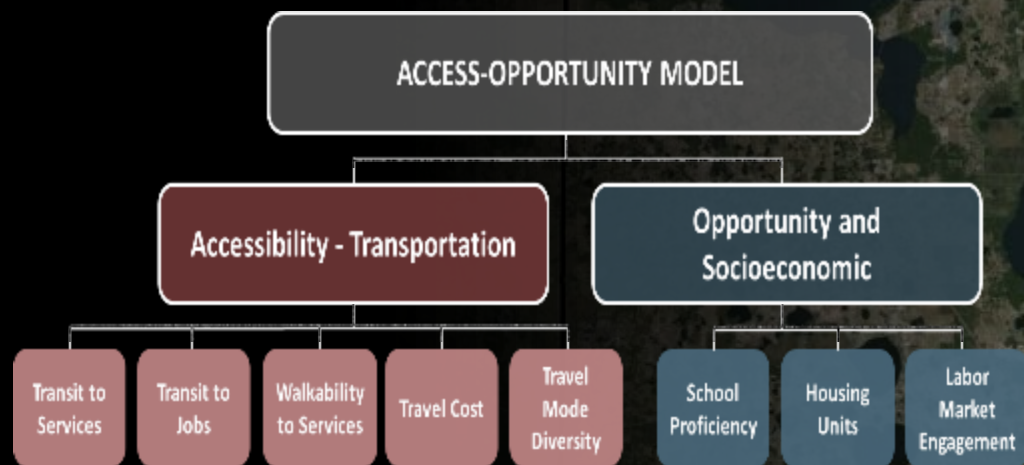 ACCESS-OPPORTUNITY MODEL
Accessibility - Transportation
Opportunity and
Socioeconomic
Transit to
Services
Transit to
Jobs
Walkability
to Services
Travel Cost
Travel
Mode
Diversity
School
Proficiency
Housing
Units
Labor
Market
Engagement